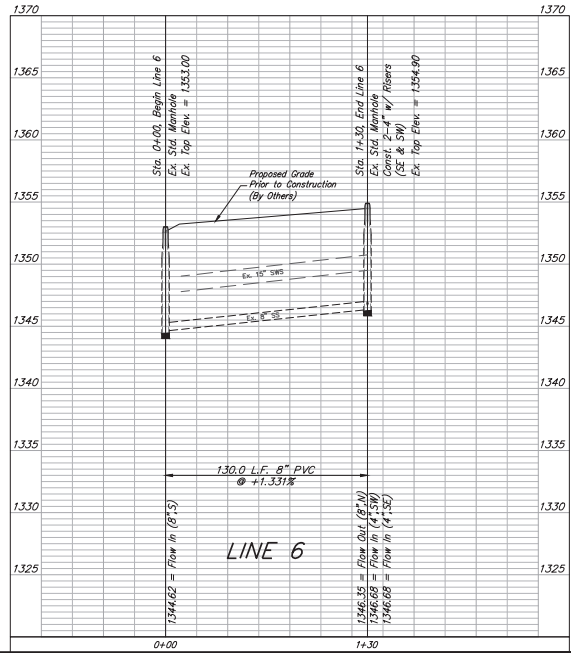 1370
1370
1365
1365
1360
1360
1355
1355
1350
1350
1345
1345
1340
1340
1335
1335
1330
1330
1325
1325
Sta. 0+00, Begin Line 6
Ex. Std. Manhole
Ex. Top Elev. = 1353.00
Sta. 1+30, End Line 6
Ex. Std. Manhole
Const. 2-4" w/ Risers
(SE & SW)
Ex. Top Elev. = 1354.90
Proposed Grade
Prior to Construction
(By Others)
Ex. 15" SWS
Ex. 8" SS
130.0 L.F. 8" PVC
@ +1.331%
1344.62 = Flow In (8",S)
LINE 6
1346.35 = Flow Out (8",N)
1346.68 = Flow In (4",SW)
1346.68 = Flow In (4",SE)
0+00
1+30